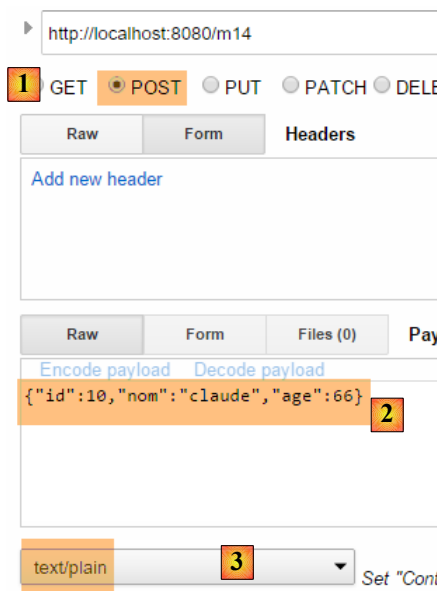 http://localhost:8080/m14
1 GET POST PUT PATCH DELE
Raw Form Headers
Add new header
Raw Form Files (0) Pay
Encode payload Decode payload
{"id":10,"nom":"claude","age":66}
2
text/plain 3 Set "Cont